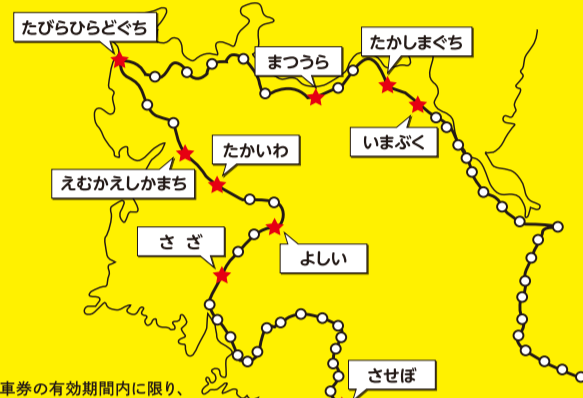 たびらひらどぐち
まつうら
たかしまぐち
いまぶく
たかいわ
えむかえしかまち
さ ざ
よしい
させぼ
車券の有効期間内に限り、